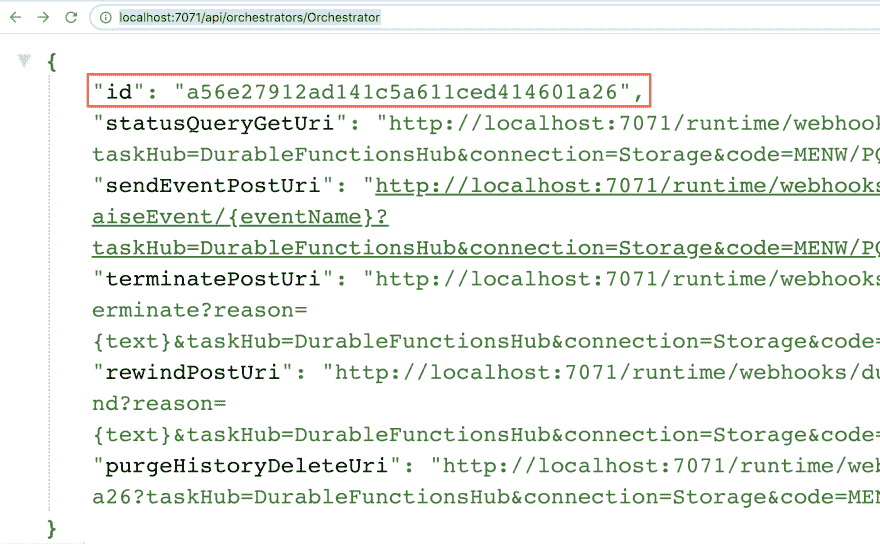 localhost:7071/api/orchestrators/Orchestrator
{
"id": "a56e27912ad141c5a611ced414601a26",
"statusQueryGetUri": "http://localhost:7071/runtime/webhook
taskHub=DurableFunctionsHub&connection=Storage&code=MENW/PQ
"sendEventPostUri": "http://localhost:7071/runtime/webhooks
aiseEvent/{eventName}?
taskHub=DurableFunctionsHub&connection=Storage&code=MENW/PQ
"terminatePostUri": "http://localhost:7071/runtime/webhooks
erminate?reason=
{text}&taskHub=DurableFunctionsHub&connection=Storage&code=
"rewindPostUri": "http://localhost:7071/runtime/webhooks/du
nd?reason=
{text}&taskHub=DurableFunctionsHub&connection=Storage&code=
"purgeHistoryDeleteUri": "http://localhost:7071/runtime/web
a26?taskHub=DurableFunctionsHub&connection=Storage&code=MEN
}